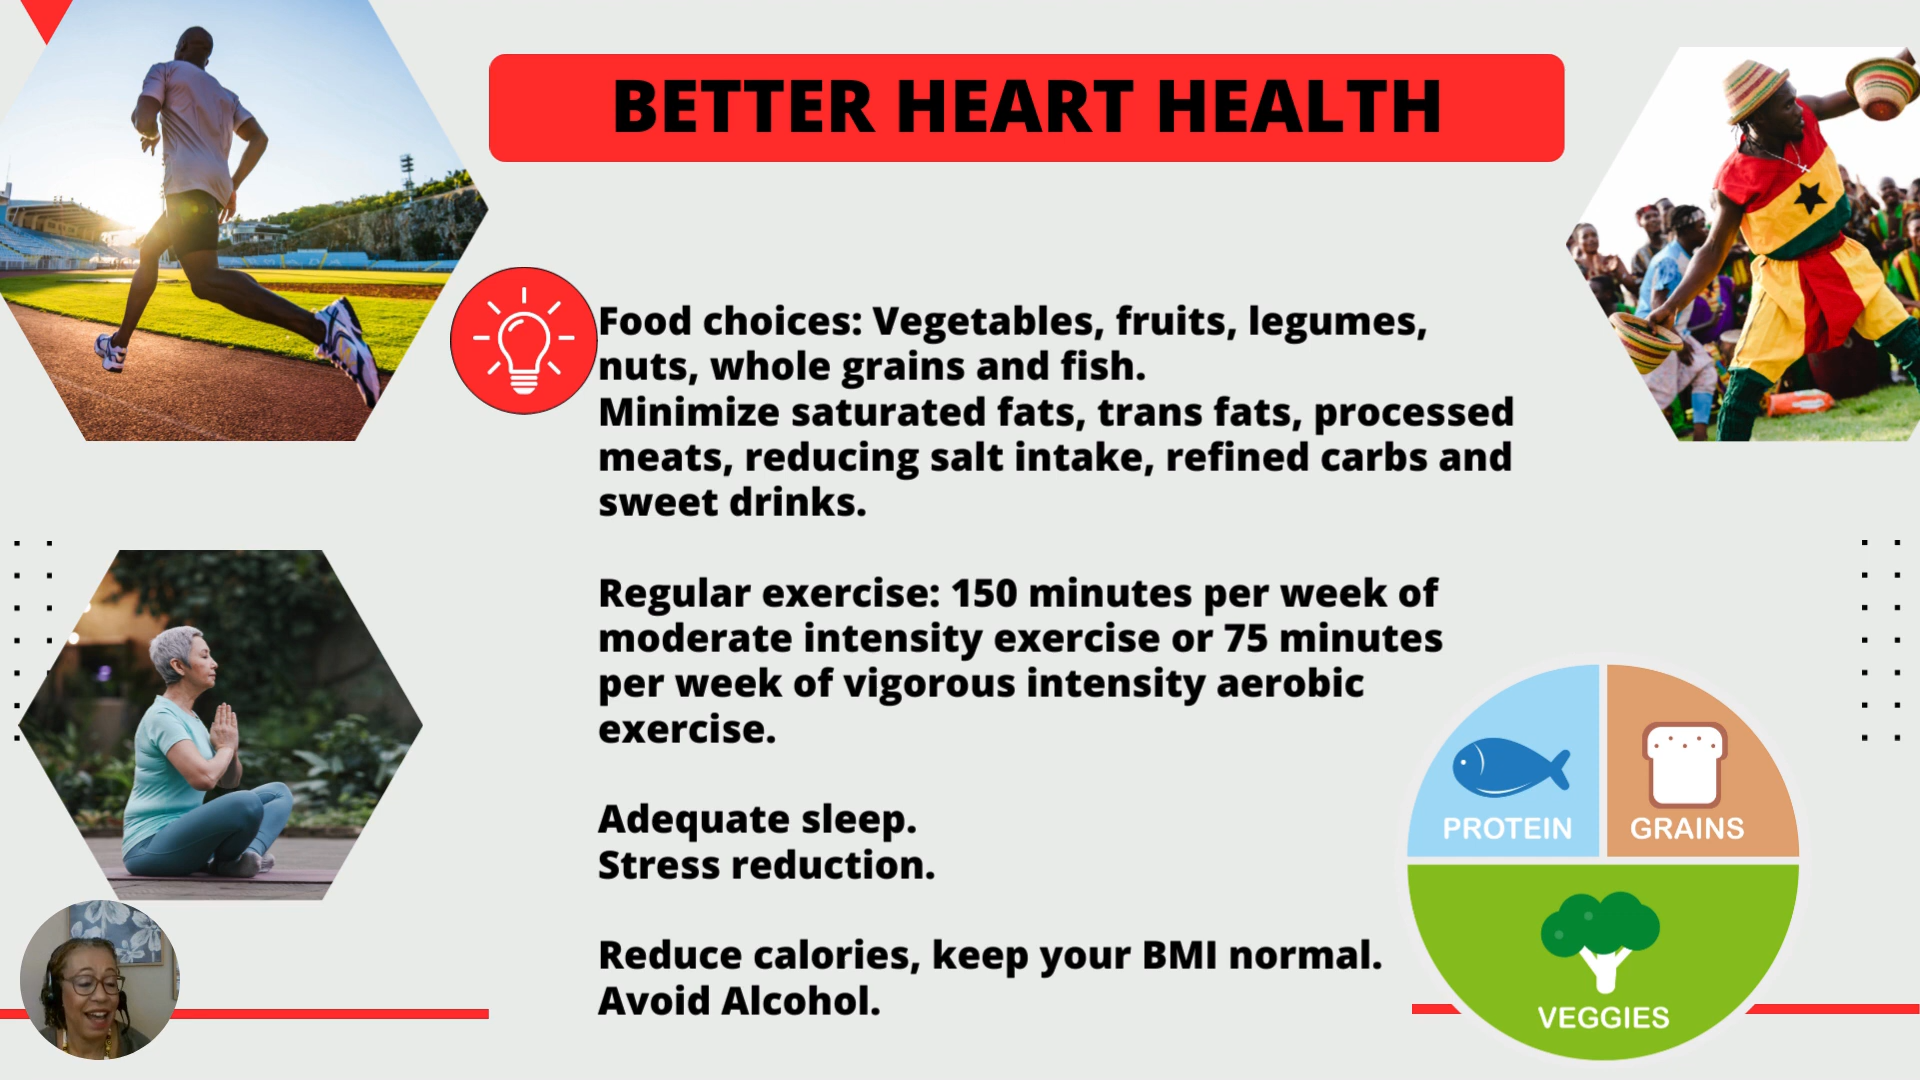 BETTER HEART HEALTH
Food choices: Vegetables, fruits, legumes,
nuts, whole grains and fish.
Minimize saturated fats, trans fats, processed
meats, reducing salt intake, refined carbs and
sweet drinks.
Regular exercise: 150 minutes per week of
moderate intensity exercise or 75 minutes
per week of vigorous intensity aerobic
exercise.
Adequate sleep.
Stress reduction.
Reduce calories, keep your BMI normal.
Avoid Alcohol.
PROTEIN
GRAINS
VEGGIES